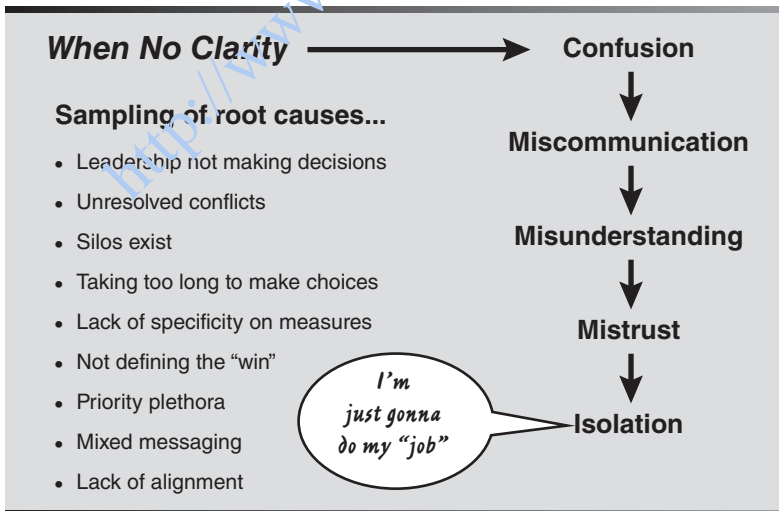 When No Clarity
Confusion
Sampling of root causes...
Miscommunication
• Leadership not making decisions
• Unresolved conflicts
Misunderstanding
• Silos exist
• Taking too long to make choices
• Lack of specificity on measures
Mistrust
• Not defining the “win”
• Priority plethora
• Mixed messaging
• Lack of alignment
I’m
just gonna
do my “job”
Isolation
http://www